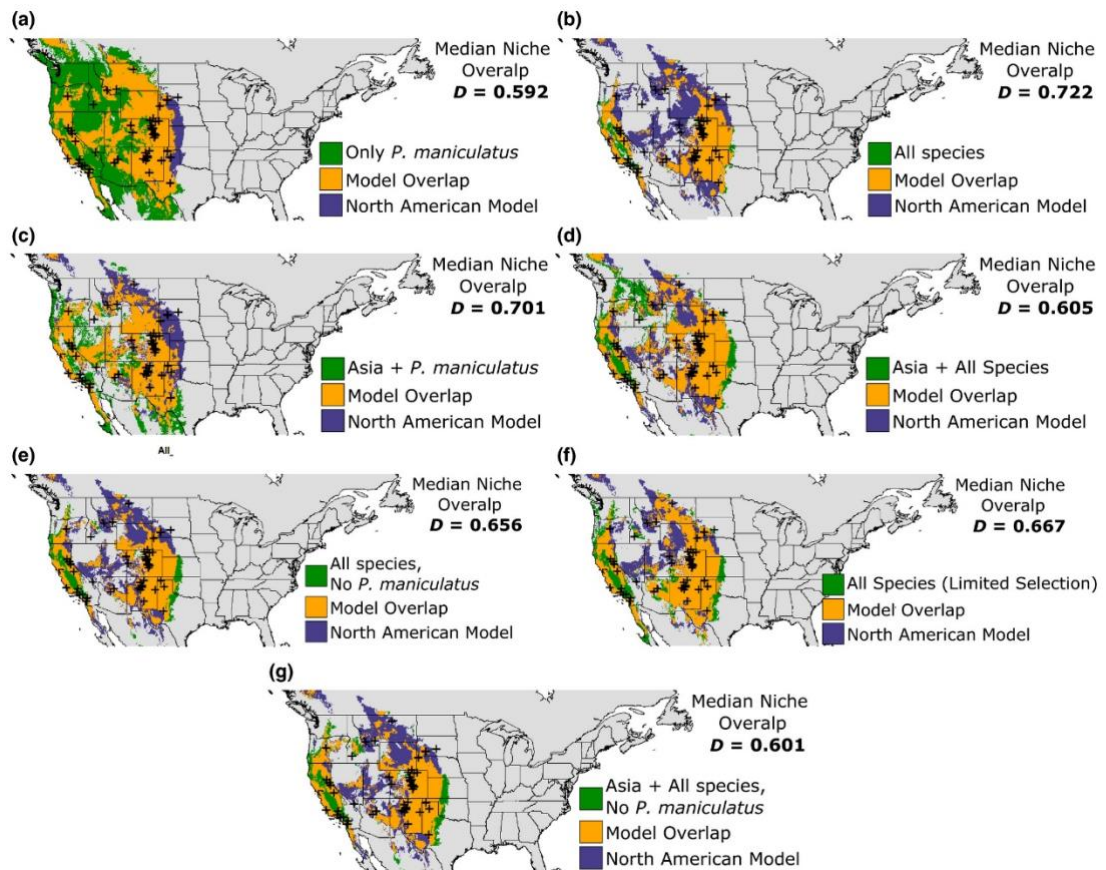 (a)
Median Niche
Overalp
D = 0.592
Only P. maniculatus
Model Overlap
North American Model
(b)
Median Niche
Overalp
D = 0.722
All species
Model Overlap
North American Model
(c)
Median Niche
Overalp
D = 0.701
Asia + P. maniculatus
Model Overlap
North American Model
All_
(d)
Median Niche
Overalp
D = 0.605
Asia + All Species
Model Overlap
North American Model
(e)
Median Niche
Overalp
D = 0.656
All species,
No P. maniculatus
Model Overlap
North American Model
(f)
Median Niche
Overalp
D = 0.667
All Species (Limited Selection)
Model Overlap
North American Model
(g)
Median Niche
Overalp
D = 0.601
Asia + All species,
No P. maniculatus
Model Overlap
North American Model